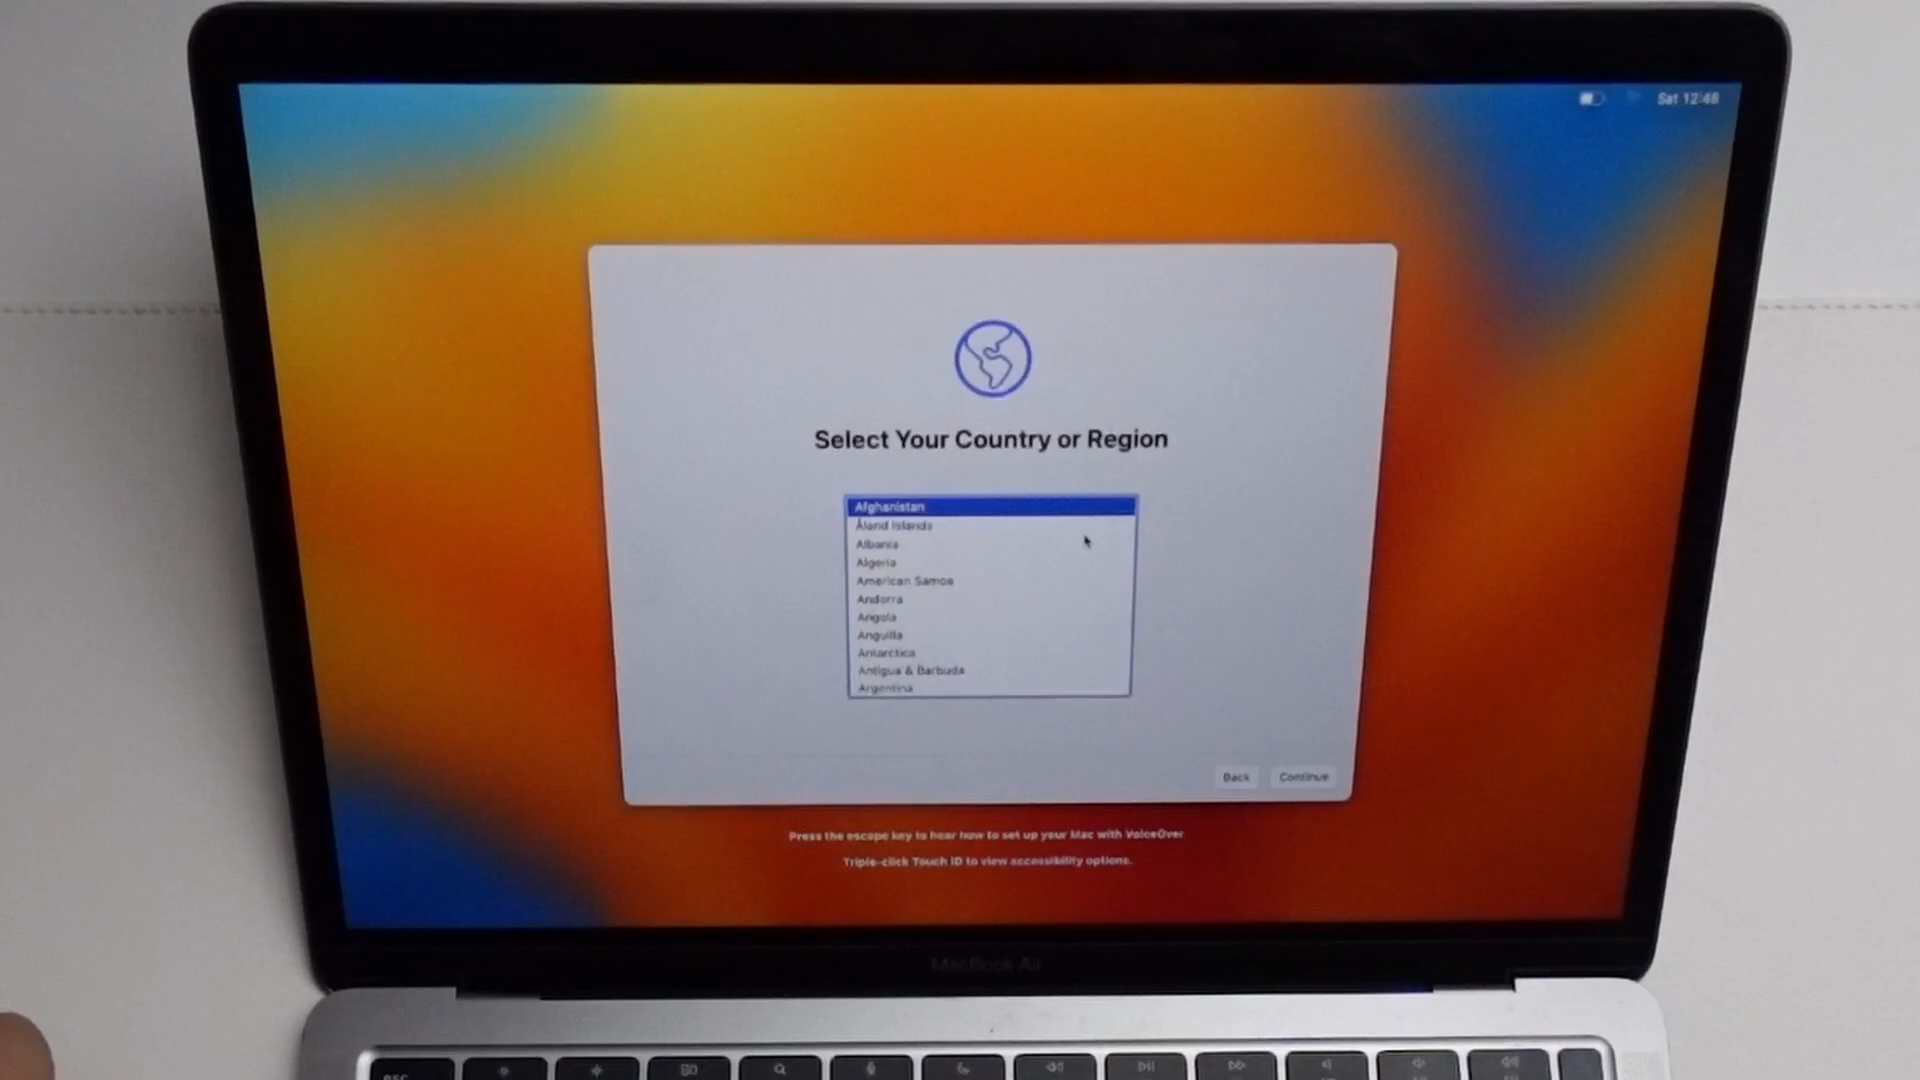 Sat 12:48
Select Your Country or Region
Afghanistan
Åland Islands
Albania
Algeria
American Samoa
Andorra
Angola
Anguilla
Antarctica
Antigua & Barbuda
Argentina
Back Continue
Press the escape key to hear how to set up your Mac with VoiceOver
Triple-click Touch ID to view accessibility options.
MacBook Air
esc